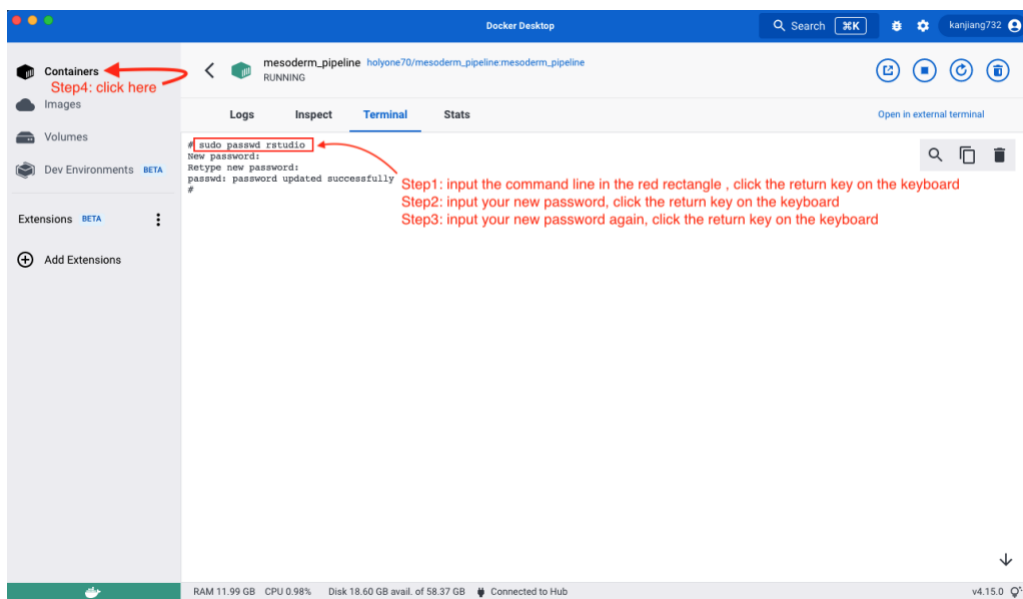 Docker Desktop
Search ⌘K
kanjiang732
Containers
Step4: click here
Images
Volumes
Dev Environments BETA
Extensions BETA
Add Extensions
mesoderm_pipeline holyone70/mesoderm_pipeline:mesoderm_pipeline
RUNNING
Logs Inspect Terminal Stats
Open in external terminal
# sudo passwd rstudio
New password:
Retype new password:
passwd: password updated successfully
#
Step1: input the command line in the red rectangle , click the return key on the keyboard
Step2: input your new password, click the return key on the keyboard
Step3: input your new password again, click the return key on the keyboard
RAM 11.99 GB CPU 0.98% Disk 18.60 GB avail. of 58.37 GB Connected to Hub
v4.15.0